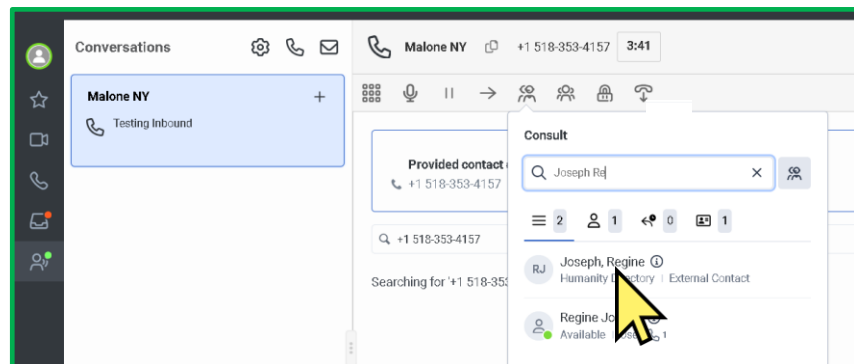 Conversations
Malone NY
+1 518-353-4157
3:41
Malone NY
Testing Inbound
Consult
Provided contact
+1 518-353-4157
Joseph Re
2 1 0 1
+1 518-353-4157
Joseph, Regine
Humanity External Contact
Searching for '+1 518-353
Regine
Available 1